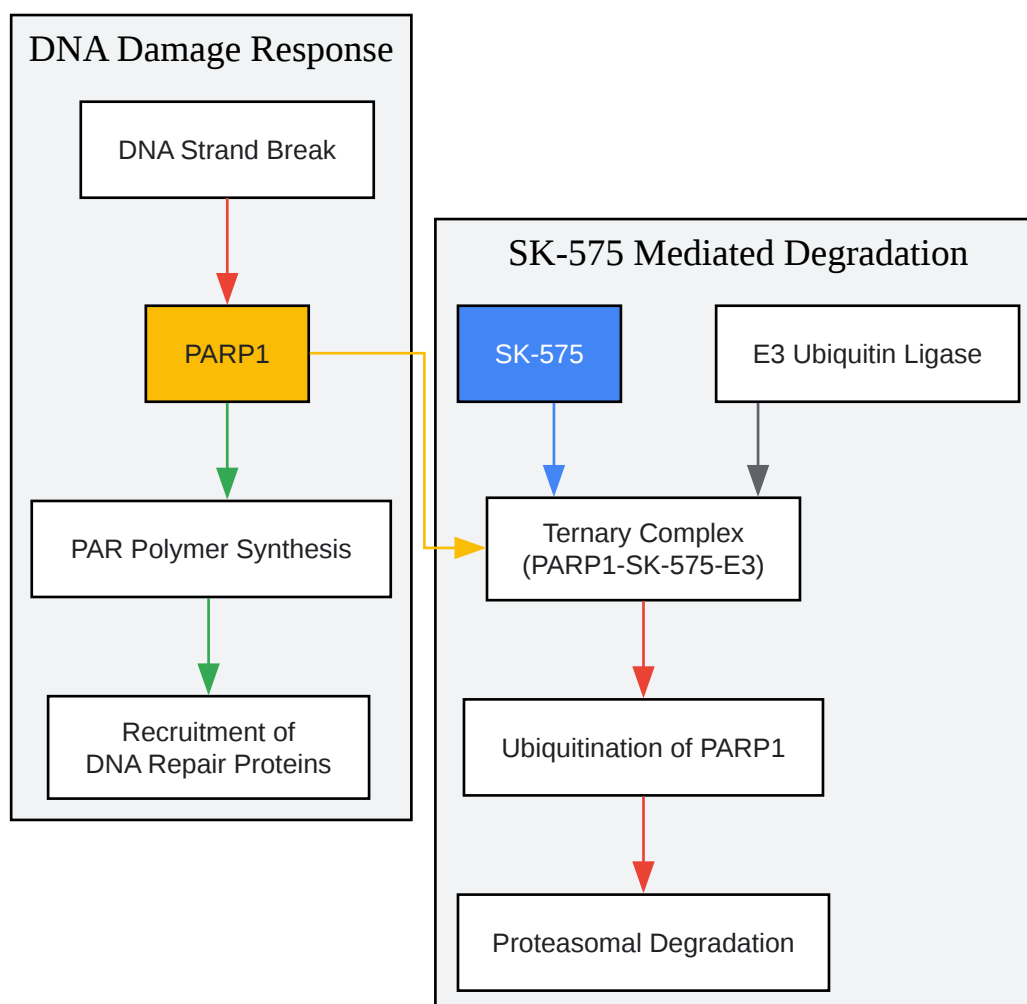 DNA Damage Response
DNA Strand Break
PARP1
PAR Polymer Synthesis
Recruitment of
DNA Repair Proteins
SK-575 Mediated Degradation
SK-575
E3 Ubiquitin Ligase
Ternary Complex
(PARP1-SK-575-E3)
Ubiquitination of PARP1
Proteasomal Degradation